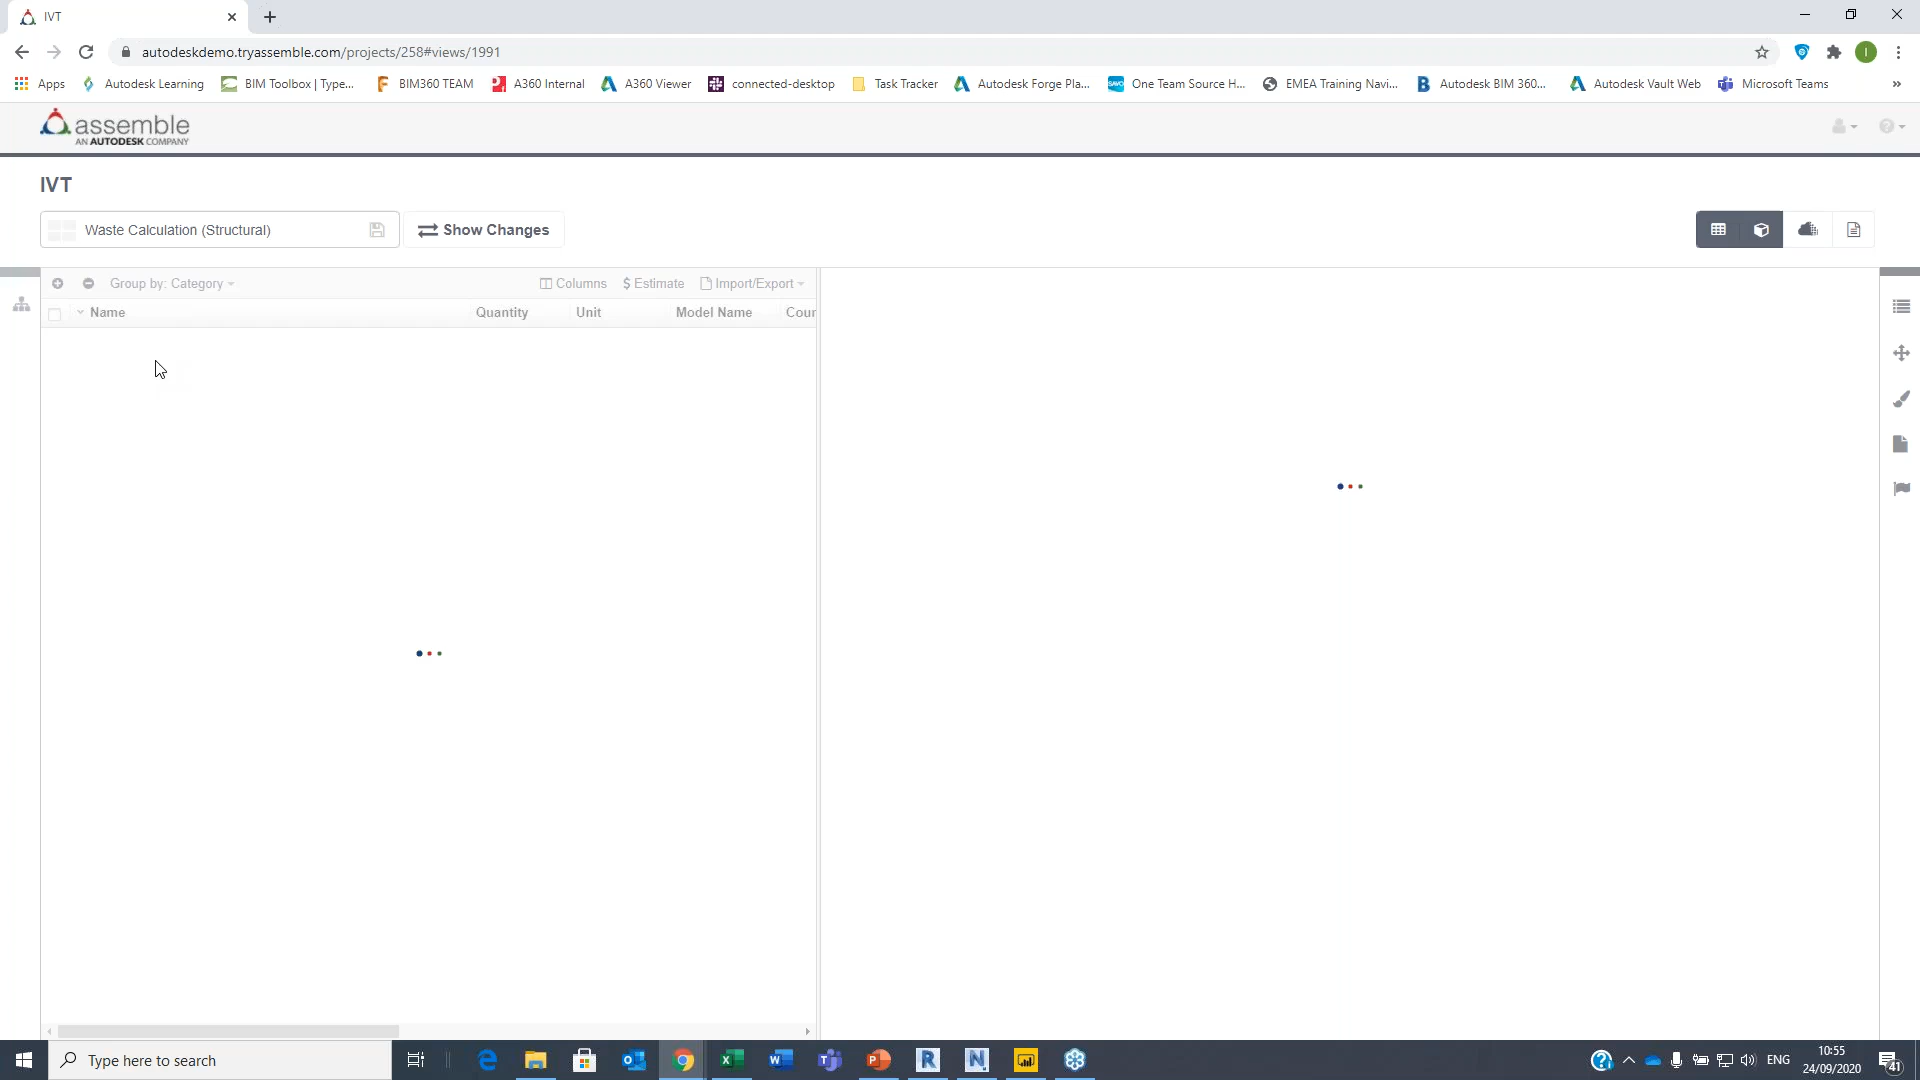 IVT
autodeskdemo.tryassemble.com/projects/258#views/1991
Apps Autodesk Learning BIM Toolbox | Type... BIM360 TEAM A360 Internal A360 Viewer connected-desktop Task Tracker Autodesk Forge Pla... One Team Source H... EMEA Training Navi... Autodesk BIM 360... Autodesk Vault Web Microsoft Teams »
assemble
AN AUTODESK COMPANY
IVT
Waste Calculation (Structural) Show Changes
Group by: Category Columns $ Estimate Import/Export
Name Quantity Unit Model Name Cour
Type here to search
ENG 10:55
24/09/2020
41